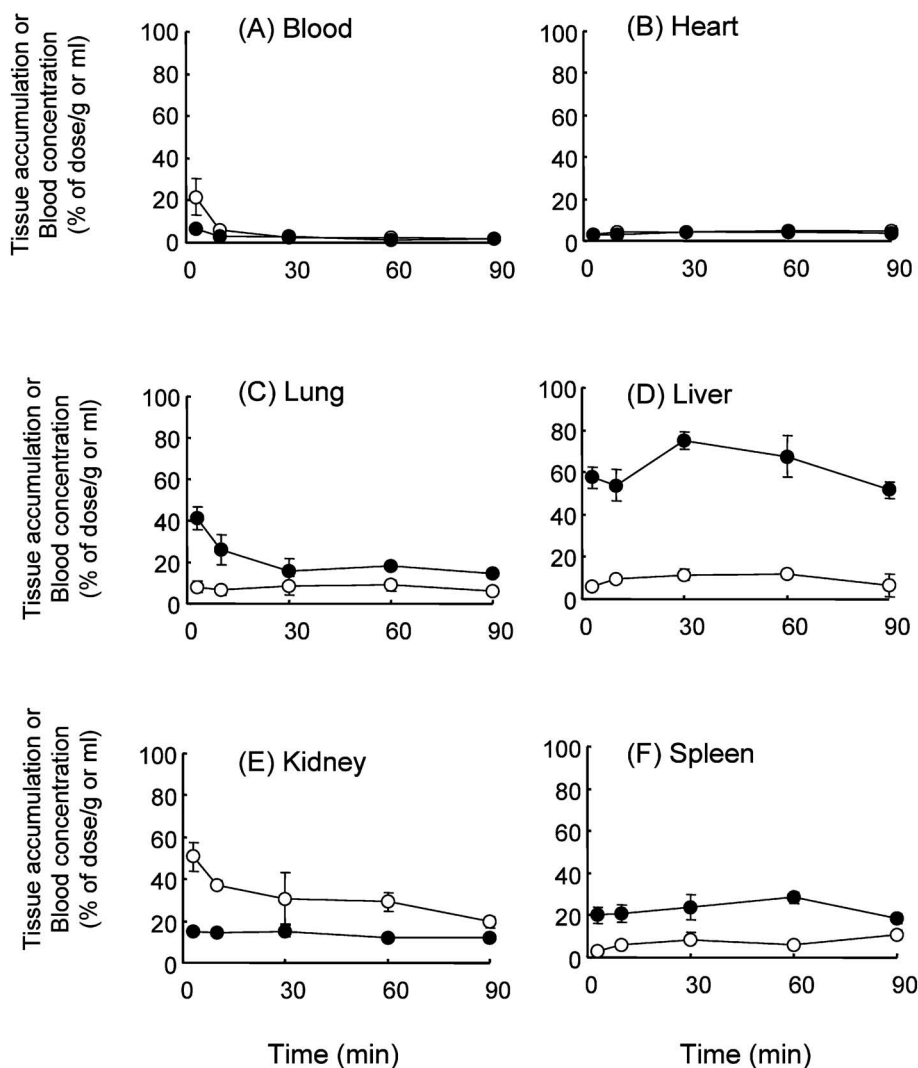 Tissue accumulation or
Blood concentration
(% of dose/g or ml)
(A) Blood
100
80
60
40
20
0
0 30 60 90
(B) Heart
100
80
60
40
20
0
0 30 60 90
Tissue accumulation or
Blood concentration
(% of dose/g or ml)
(C) Lung
100
80
60
40
20
0
0 30 60 90
(D) Liver
100
80
60
40
20
0
0 30 60 90
Tissue accumulation or
Blood concentration
(% of dose/g or ml)
(E) Kidney
100
80
60
40
20
0
0 30 60 90
Time (min)
(F) Spleen
100
80
60
40
20
0
0 30 60 90
Time (min)